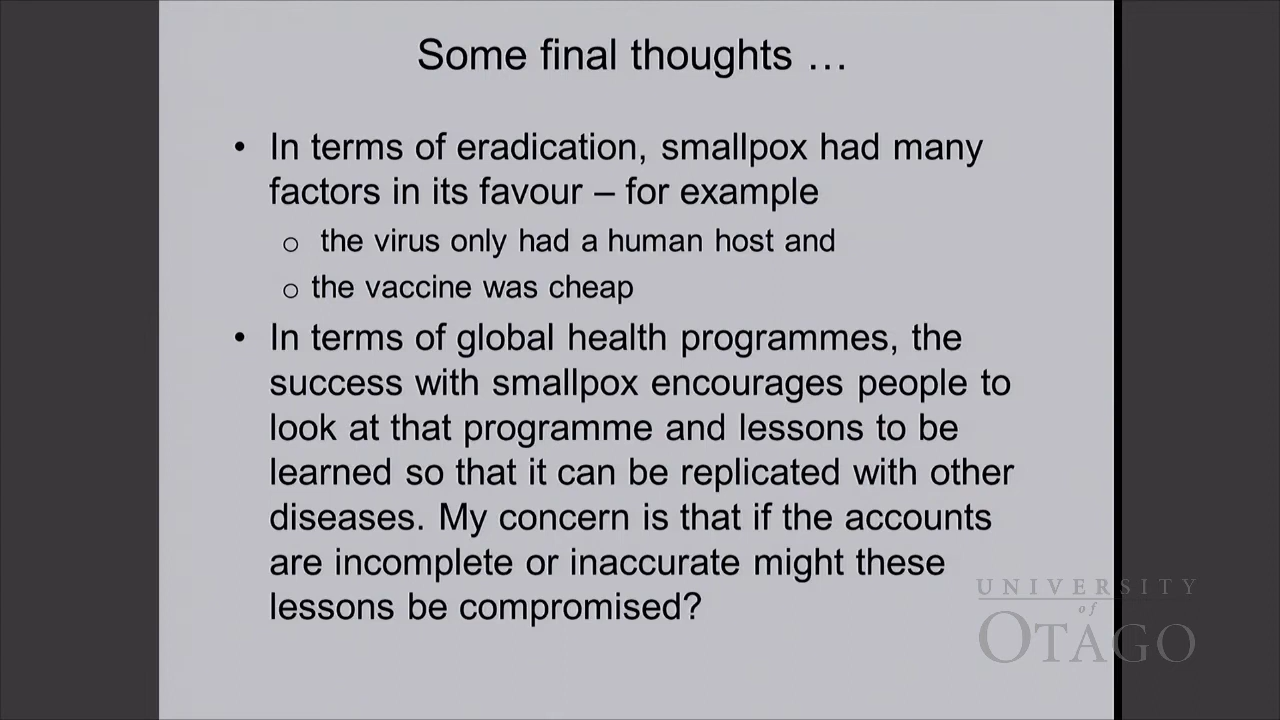 Some final thoughts …
• In terms of eradication, smallpox had many
factors in its favour – for example
o the virus only had a human host and
o the vaccine was cheap
• In terms of global health programmes, the
success with smallpox encourages people to
look at that programme and lessons to be
learned so that it can be replicated with other
diseases. My concern is that if the accounts
are incomplete or inaccurate might these
lessons be compromised?
UNIVERSITY
of
OTAGO